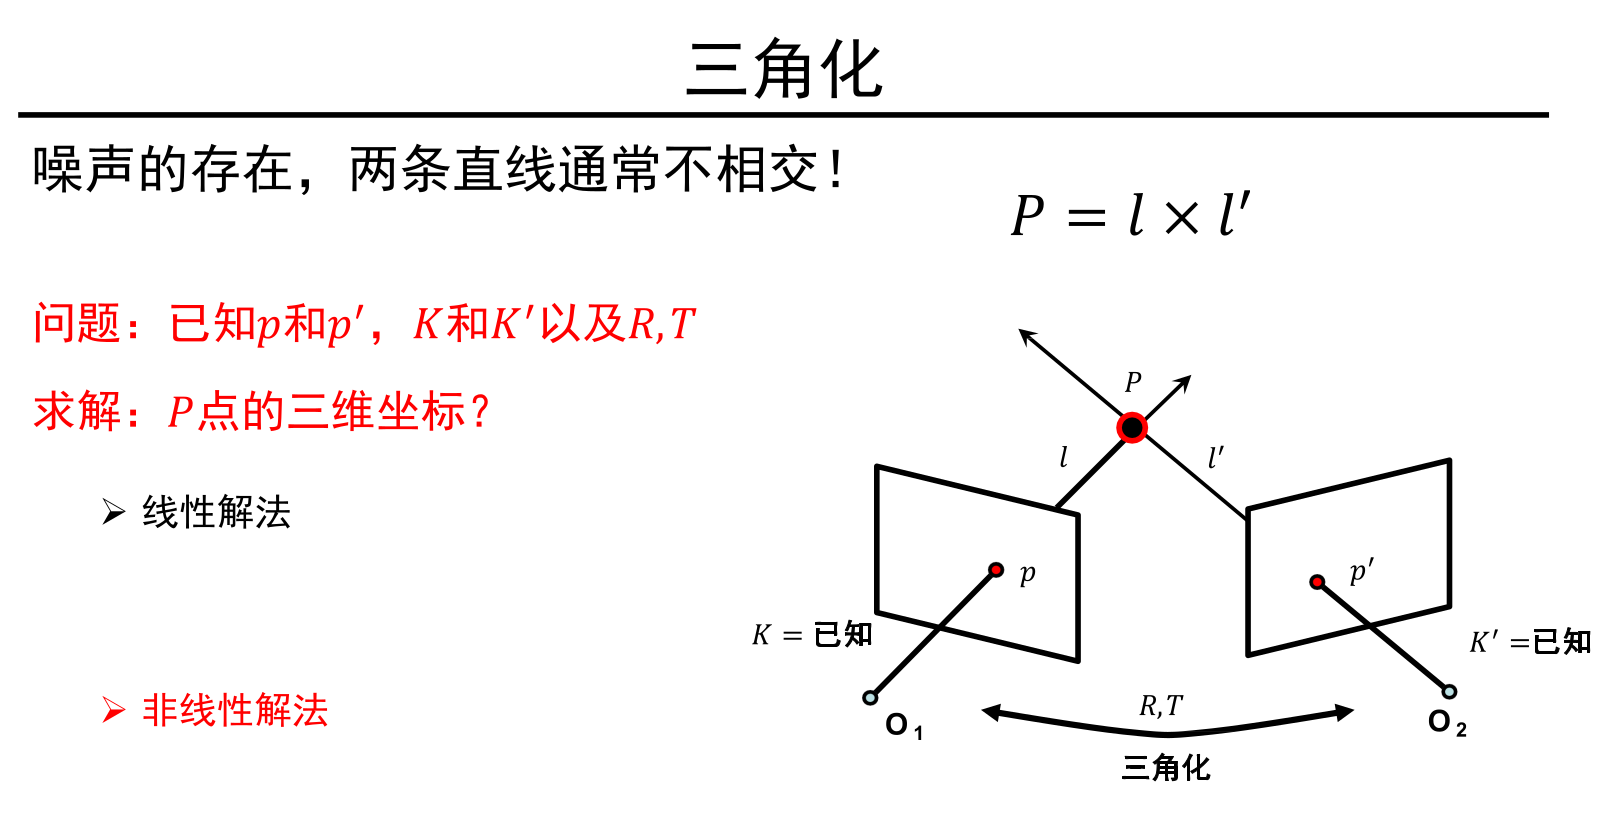 三角化
噪声的存在，两条直线通常不相交！
P = l × l′
问题：已知p和p′，K和K′以及R,T
求解：P点的三维坐标？
➢ 线性解法
➢ 非线性解法
P
l
l′
p
p′
K = 已知
K′ =已知
R,T
O1
O2
三角化